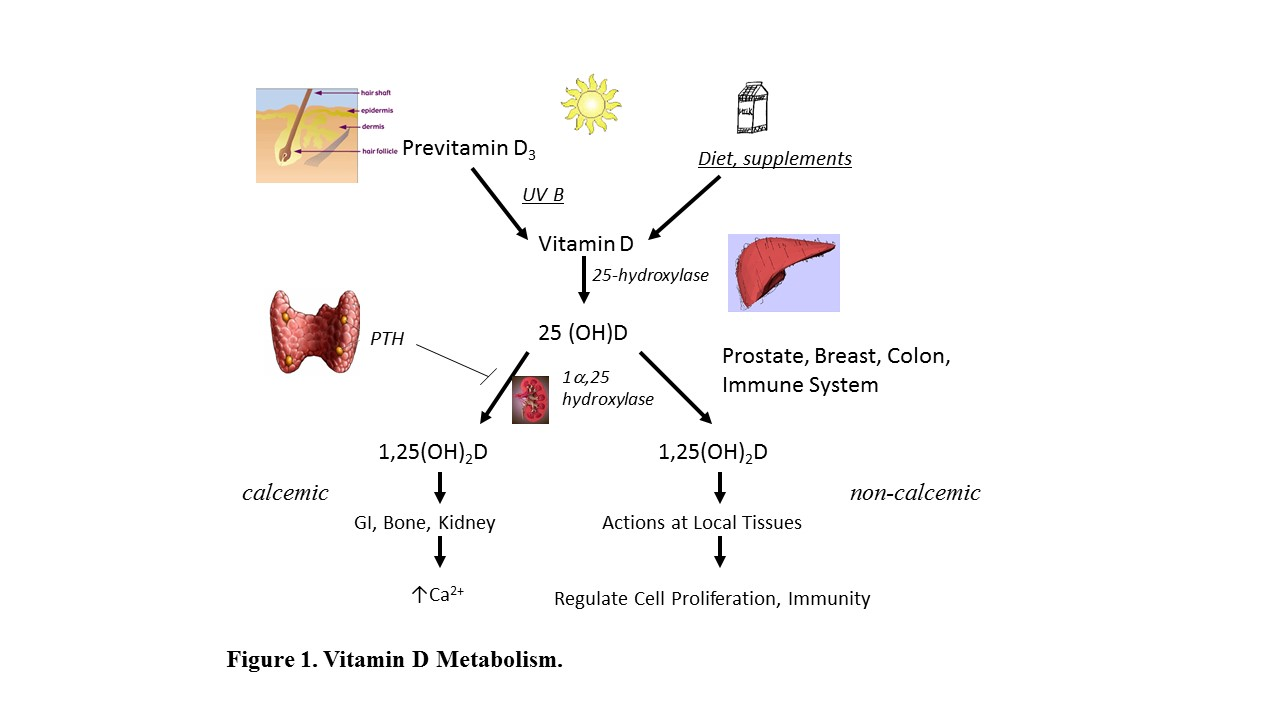 hair shaft
epidermis
dermis
hair follicle
Previtamin D₃
Milk
Diet, supplements
UV B
Vitamin D
25-hydroxylase
PTH
25 (OH)D
Prostate, Breast, Colon,
Immune System
1α,25
hydroxylase
1,25(OH)₂D
1,25(OH)₂D
calcemic
non-calcemic
GI, Bone, Kidney
Actions at Local Tissues
↑Ca²⁺
Regulate Cell Proliferation, Immunity
Figure 1. Vitamin D Metabolism.